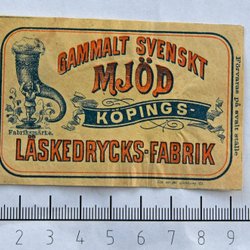 GAMMALT SVENSKT
MJÖD
KÖPINGS-
Fabriksmärke.
LÄSKEDRYCKS-FABRIK
Förvaras på svalt ställe.
1 2 3 4 5 6 7 8 9